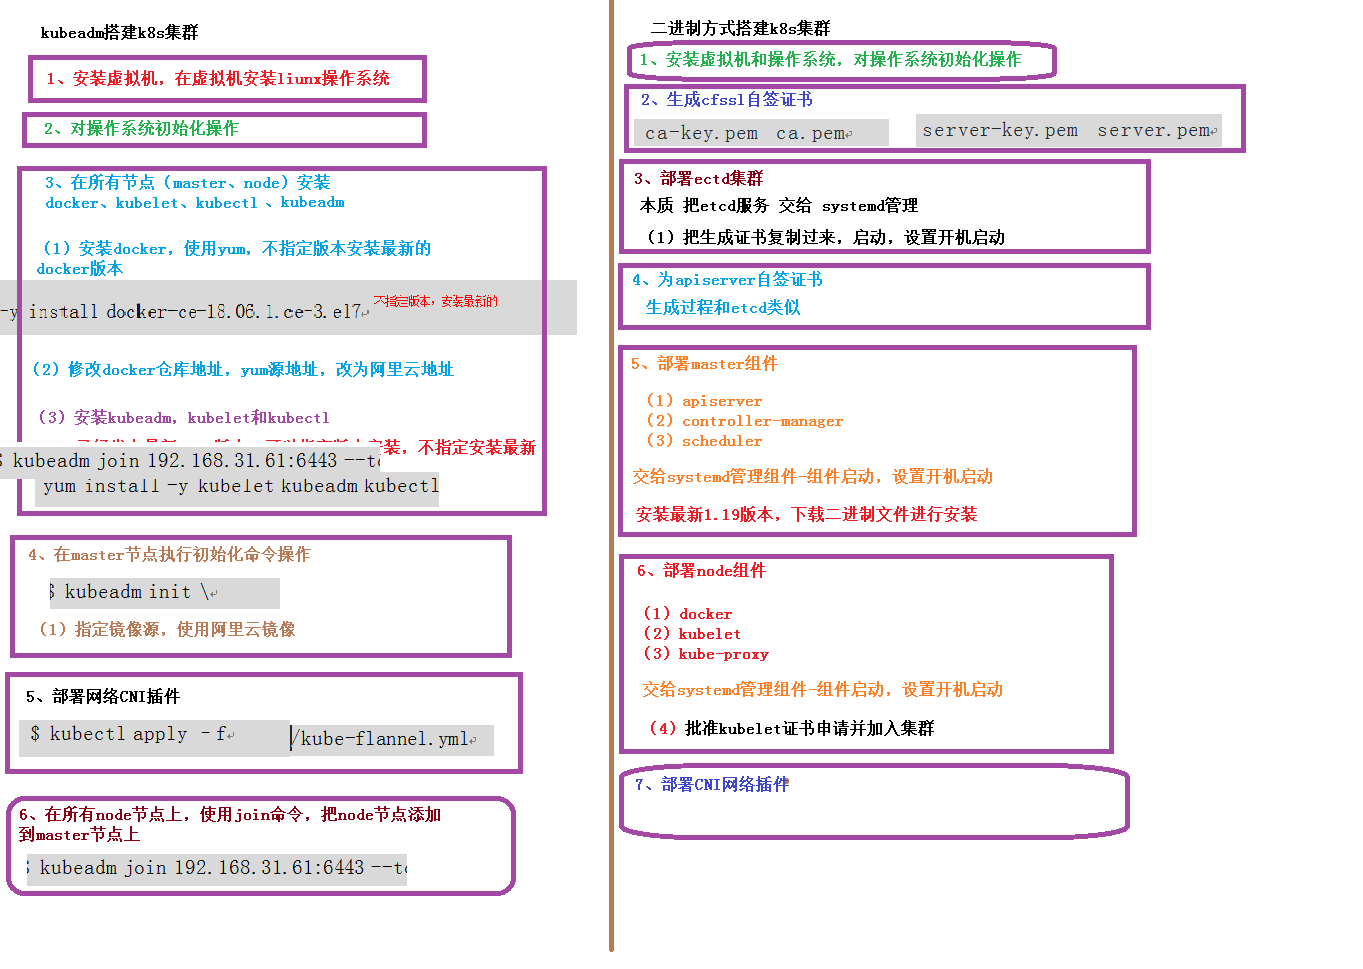 kubeadm搭建k8s集群
1、安装虚拟机，在虚拟机安装liunx操作系统
2、对操作系统初始化操作
3、在所有节点（master、node）安装
docker、kubelet、kubectl 、kubeadm
（1）安装docker，使用yum，不指定版本安装最新的
docker版本
-y install docker-ce-18.06.1.ce-3.el7
不指定版本，安装最新的
（2）修改docker仓库地址，yum源地址，改为阿里云地址
（3）安装kubeadm，kubelet和kubectl
安装，不指定安装最新
$ kubeadm join 192.168.31.61:6443 --to
yum install -y kubelet kubeadm kubectl
4、在master节点执行初始化命令操作
$ kubeadm init \
（1）指定镜像源，使用阿里云镜像
5、部署网络CNI插件
$ kubectl apply -f
/kube-flannel.yml
6、在所有node节点上，使用join命令，把node节点添加
到master节点上
$ kubeadm join 192.168.31.61:6443 --to
二进制方式搭建k8s集群
1、安装虚拟机和操作系统，对操作系统初始化操作
2、生成cfssl自签证书
ca-key.pem ca.pem
server-key.pem server.pem
3、部署ectd集群
本质 把etcd服务 交给 systemd管理
（1）把生成证书复制过来，启动，设置开机启动
4、为apiserver自签证书
生成过程和etcd类似
5、部署master组件
（1）apiserver
（2）controller-manager
（3）scheduler
交给systemd管理组件-组件启动，设置开机启动
安装最新1.19版本，下载二进制文件进行安装
6、部署node组件
（1）docker
（2）kubelet
（3）kube-proxy
交给systemd管理组件-组件启动，设置开机启动
（4）批准kubelet证书申请并加入集群
7、部署CNI网络插件